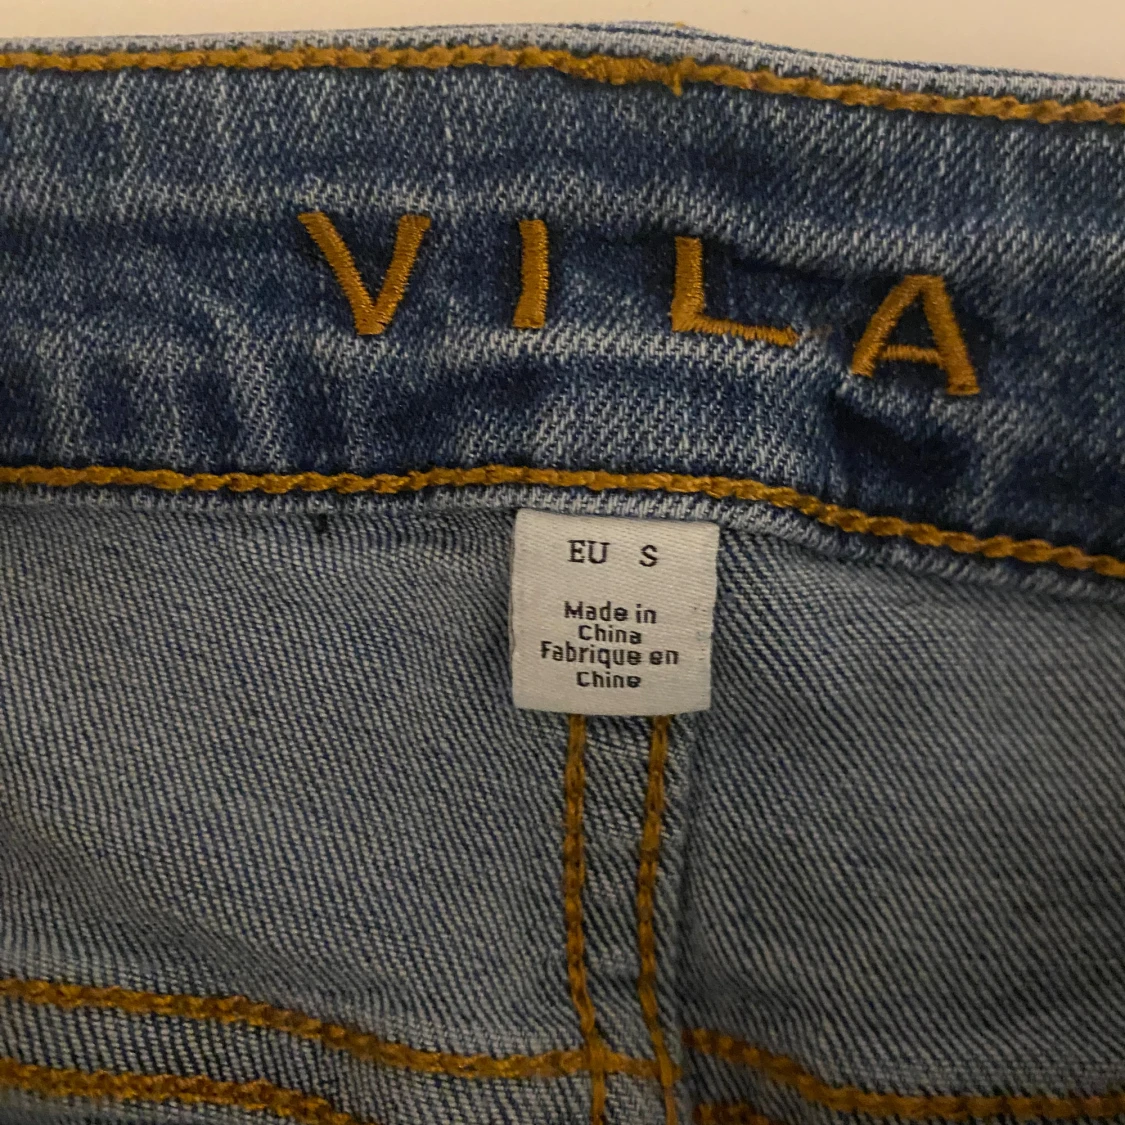 VILA
EU S
Made in
China
Fabrique en
Chine